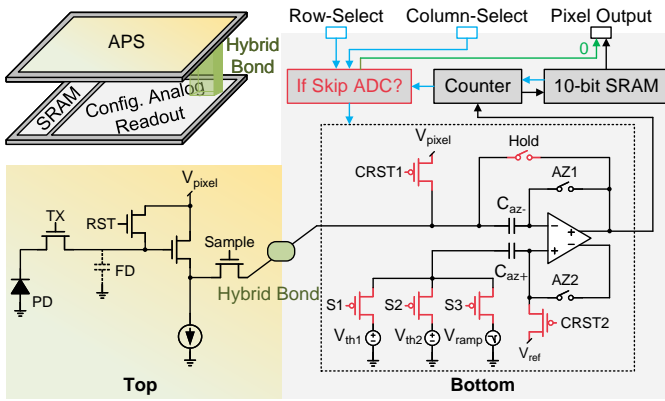 Row-Select
Column-Select
Pixel Output
APS
Hybrid
Bond
SRAM
Config. Analog
Readout
0
If Skip ADC?
Counter
10-bit SRAM
Vpixel
CRST1
Hold
AZ1
Caz-
Vpixel
TX
RST
Sample
FD
PD
Hybrid Bond
Caz+
AZ2
S1
S2
S3
CRST2
Vth1
Vth2
Vramp
Vref
Top
Bottom